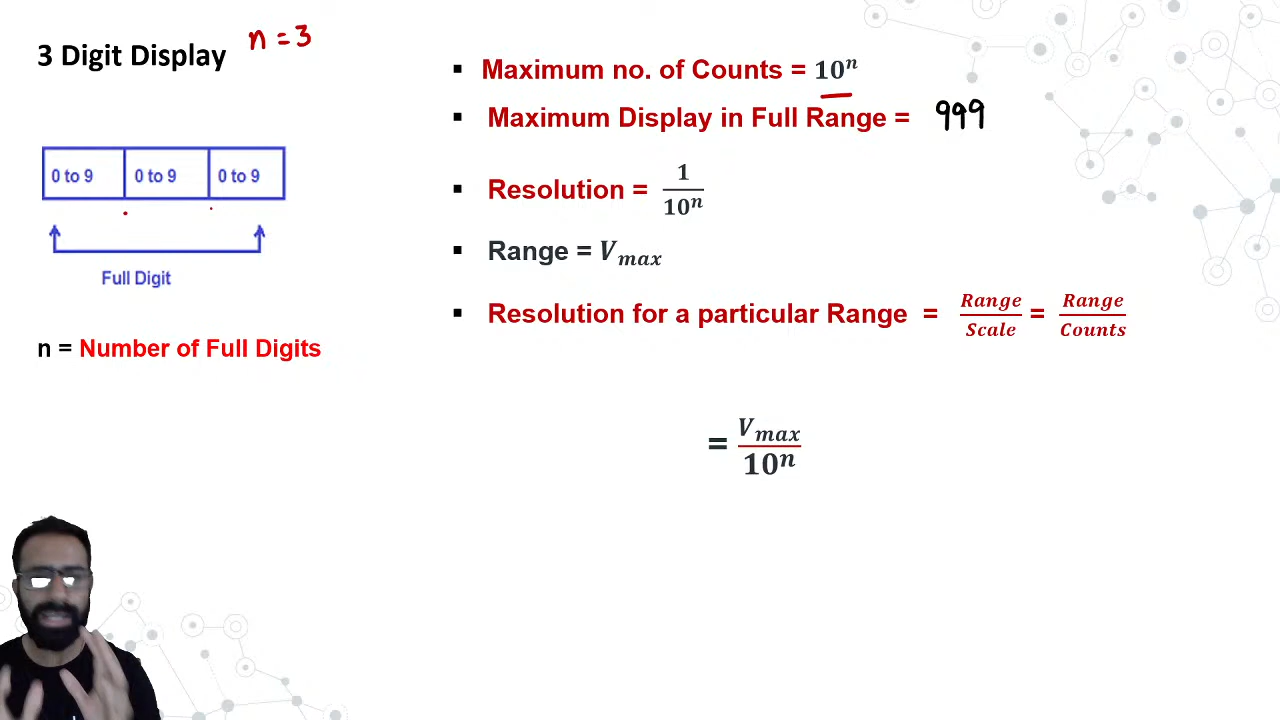 3 Digit Display n = 3
0 to 9 0 to 9 0 to 9
Full Digit
n = Number of Full Digits
▪ Maximum no. of Counts = 10ⁿ
▪ Maximum Display in Full Range = 999
▪ Resolution = 1/10ⁿ
▪ Range = Vmax
▪ Resolution for a particular Range = Range/Scale = Range/Counts
= Vmax/10ⁿ